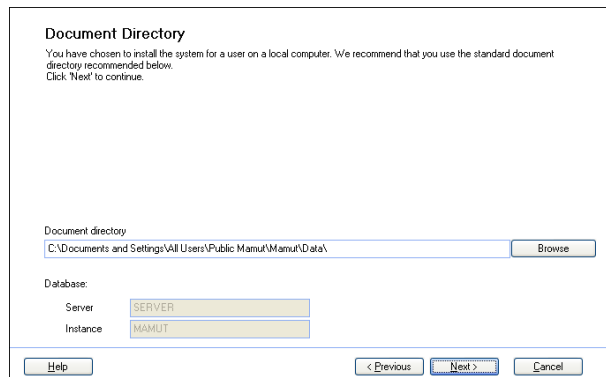 Document Directory
You have chosen to install the system for a user on a local computer. We recommend that you use the standard document
directory recommended below.
Click 'Next' to continue.
Document directory
C:\Documents and Settings\All Users\Public Mamut\Mamut\Data\
Browse
Database:
Server SERVER
Instance MAMUT
Help < Previous Next > Cancel